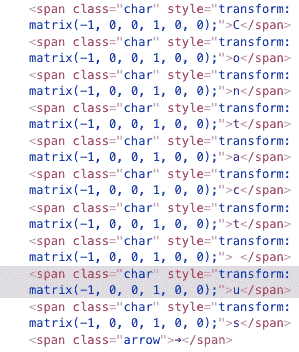 <span class="char" style="transform:
matrix(-1, 0, 0, 1, 0, 0);">C</span>
<span class="char" style="transform:
matrix(-1, 0, 0, 1, 0, 0);">o</span>
<span class="char" style="transform:
matrix(-1, 0, 0, 1, 0, 0);">n</span>
<span class="char" style="transform:
matrix(-1, 0, 0, 1, 0, 0);">t</span>
<span class="char" style="transform:
matrix(-1, 0, 0, 1, 0, 0);">a</span>
<span class="char" style="transform:
matrix(-1, 0, 0, 1, 0, 0);">c</span>
<span class="char" style="transform:
matrix(-1, 0, 0, 1, 0, 0);">t</span>
<span class="char" style="transform:
matrix(-1, 0, 0, 1, 0, 0);"> </span>
<span class="char" style="transform:
matrix(-1, 0, 0, 1, 0, 0);">u</span>
<span class="char" style="transform:
matrix(-1, 0, 0, 1, 0, 0);">s</span>
<span class="arrow">→</span>